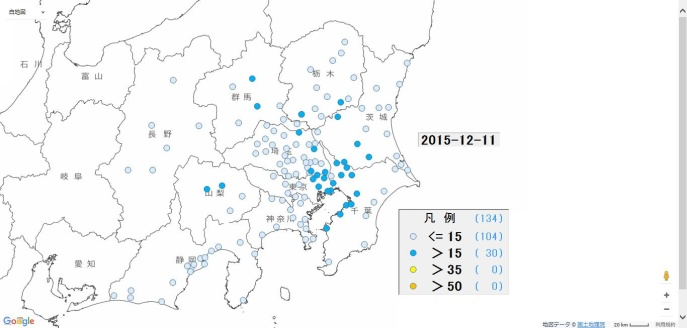 白地図
石 川
富 山
栃 木
群 馬
茨 城
長 野
2015-12-11
埼 玉
岐 阜
山 梨
東 京
千 葉
神奈川
凡 例 (134)
<= 15 (104)
> 15 ( 30)
> 35 ( 0)
> 50 ( 0)
愛 知
静 岡
Google
地図データ © 国土地理院 20 km 利用規約